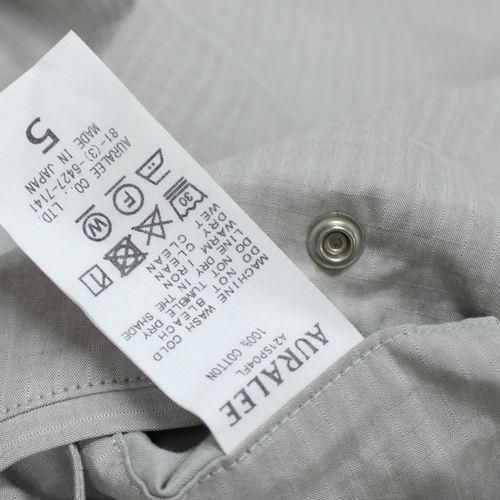 AURALEE
A21SP04FL
100% COTTON
MACHINE WASH COLD
DO NOT BLEACH
DO NOT TUMBLE DRY
LINE DRY IN THE SHADE
WARM IRON
DRY CLEAN
WET CLEAN
30
F
W
AURALEE CO., LTD
81-(3)-6427-7141
MADE IN JAPAN
5